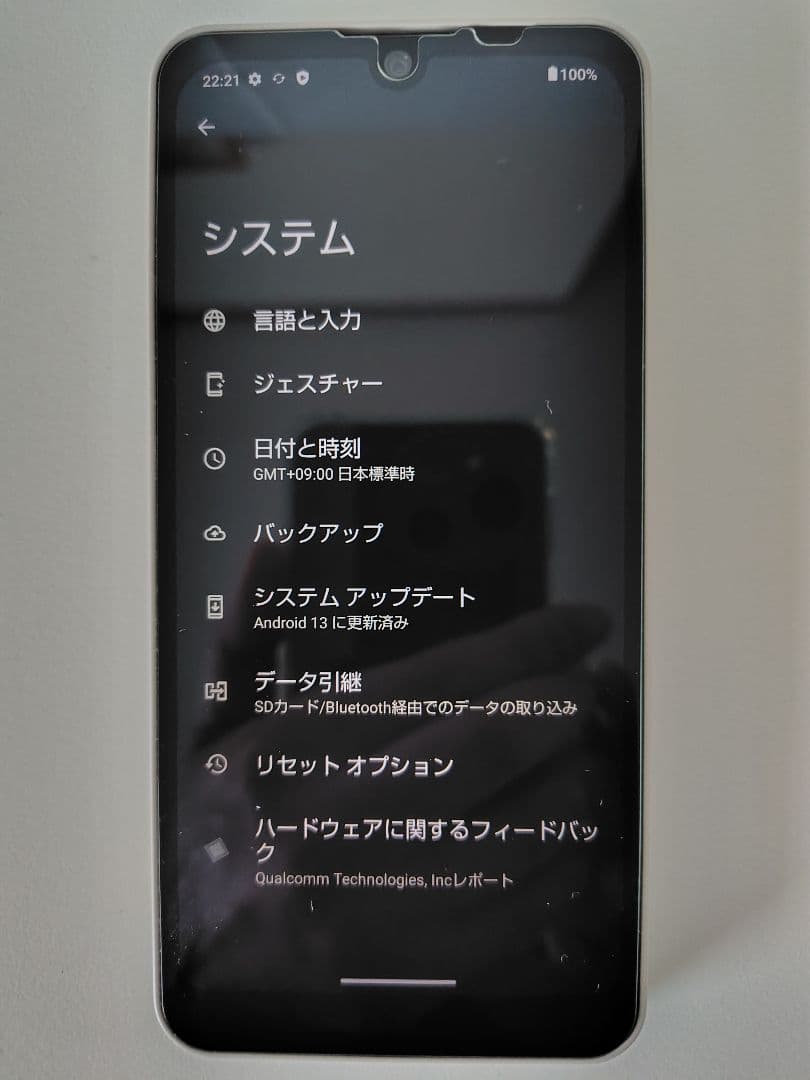 22:21
100%
システム
言語と入力
ジェスチャー
日付と時刻
GMT+09:00 日本標準時
バックアップ
システム アップデート
Android 13 に更新済み
データ引継
SDカード/Bluetooth経由でのデータの取り込み
リセット オプション
ハードウェアに関するフィードバッ
ク
Qualcomm Technologies, Incレポート